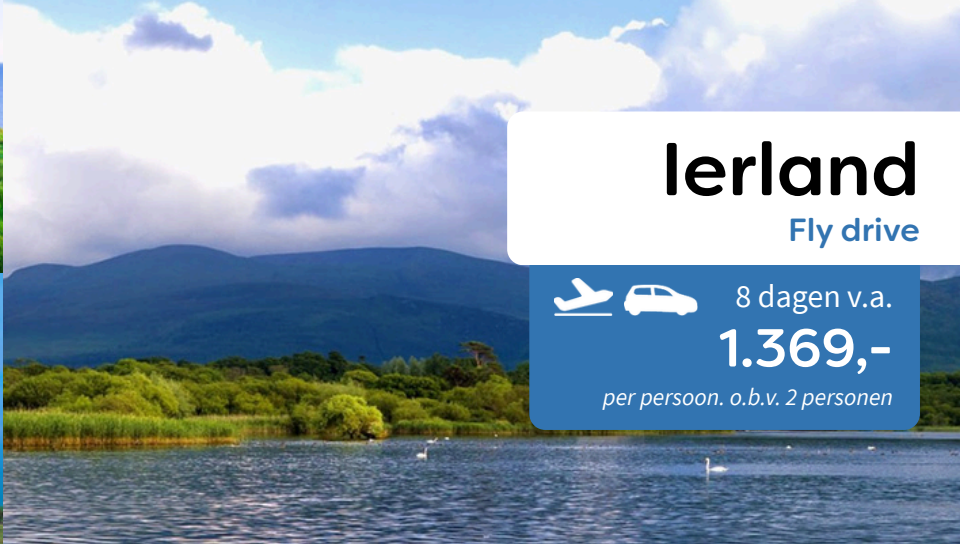 Ierland
Fly drive
8 dagen v.a.
1.369,-
per persoon. o.b.v. 2 personen